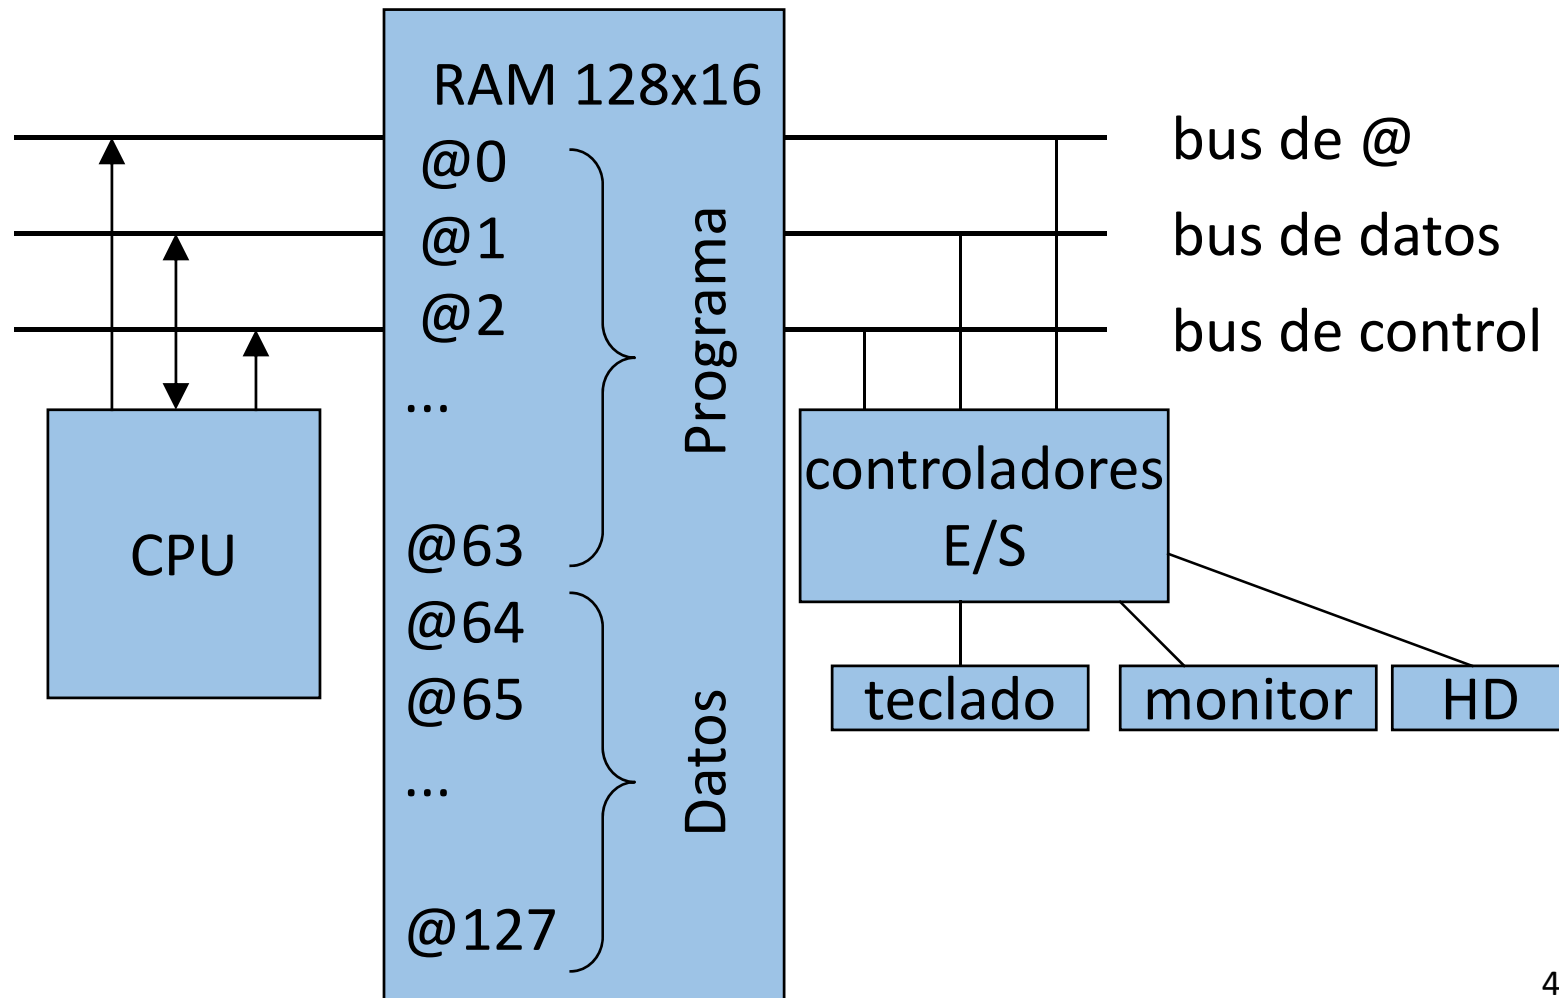 RAM 128x16
@0
@1
@2
...
@63
@64
@65
...
@127
Programa
Datos
CPU
bus de @
bus de datos
bus de control
controladores
E/S
teclado
monitor
HD
4